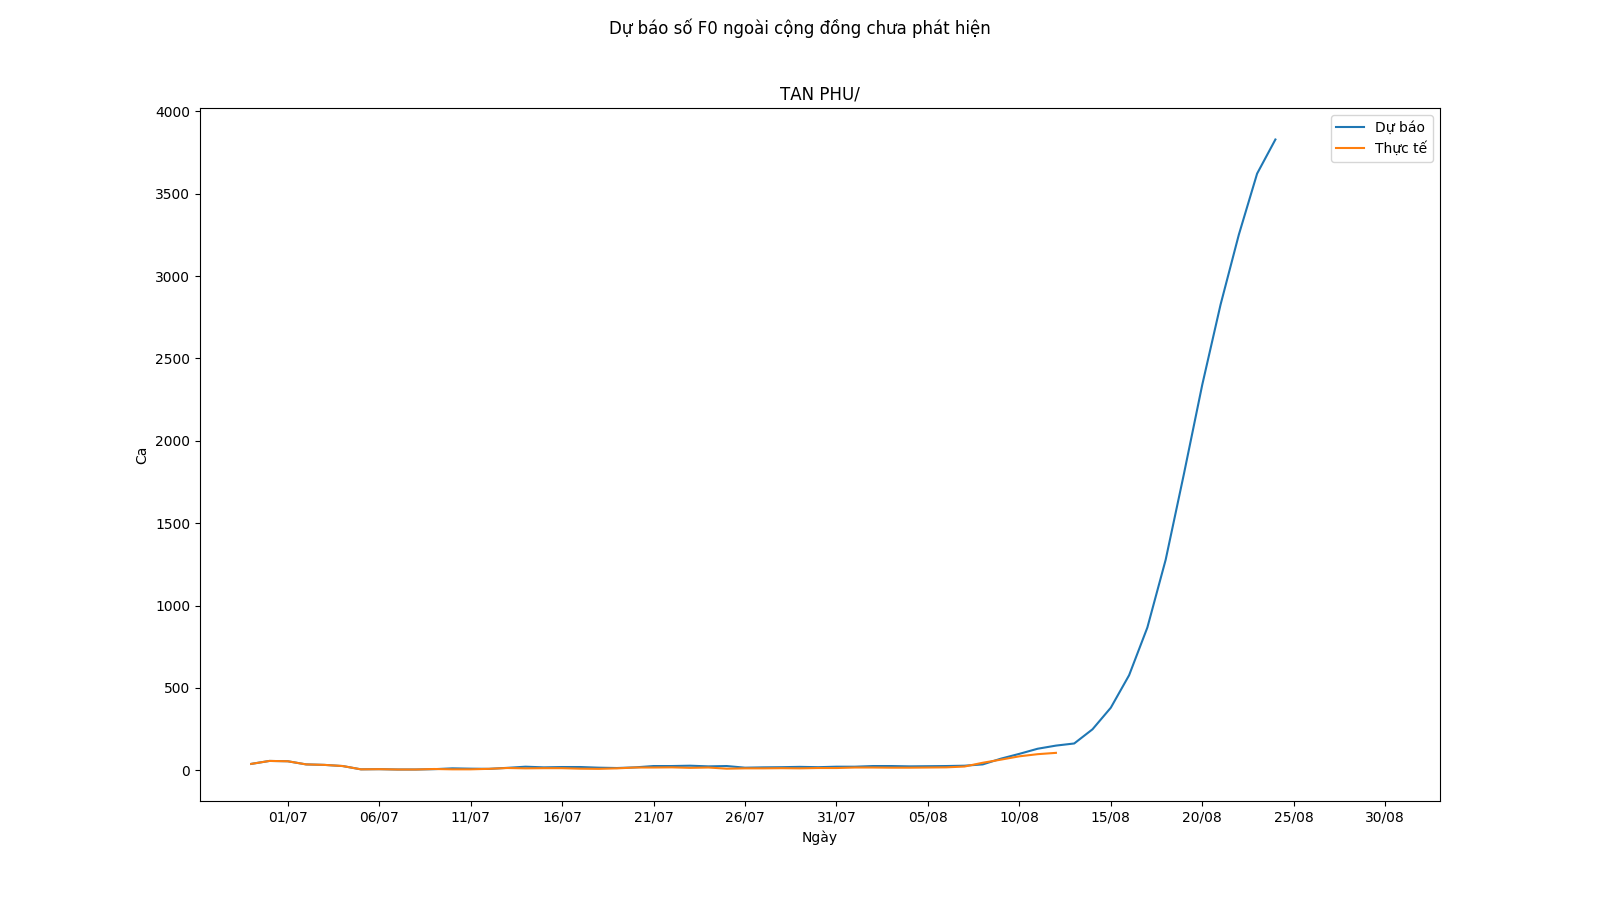 Dự báo số F0 ngoài cộng đồng chưa phát hiện
TAN PHU/
4000
3500
3000
2500
2000
1500
1000
500
0
Ca
Dự báo
Thực tế
01/07 06/07 11/07 16/07 21/07 26/07 31/07 05/08 10/08 15/08 20/08 25/08 30/08
Ngày